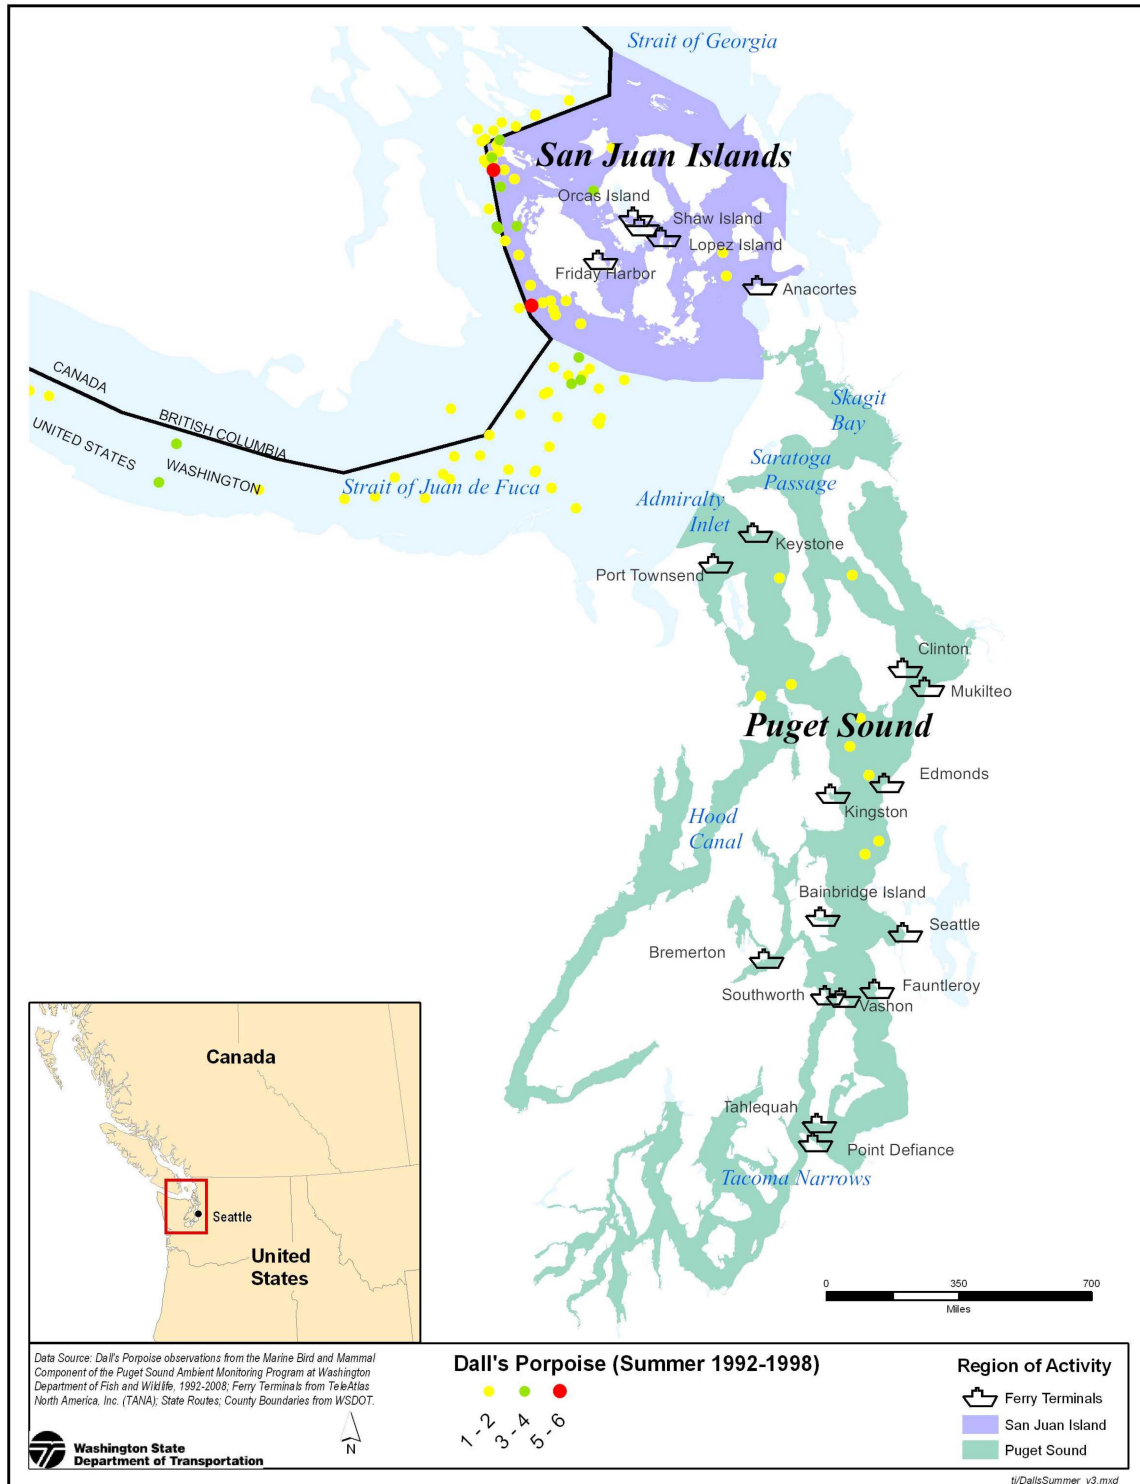 Strait of Georgia
San Juan Islands
Orcas Island
Shaw Island
Lopez Island
Friday Harbor
Anacortes
CANADA
BRITISH COLUMBIA
UNITED STATES
WASHINGTON
Strait of Juan de Fuca
Skagit
Bay
Saratoga
Passage
Admiralty
Inlet
Keystone
Port Townsend
Clinton
Mukilteo
Puget Sound
Edmonds
Kingston
Hood
Canal
Bainbridge Island
Seattle
Bremerton
Fauntleroy
Southworth
Vashon
Tahlequah
Point Defiance
Tacoma Narrows
Canada
Seattle
United
States
0 350 700
Miles
Data Source: Dall's Porpoise observations from the Marine Bird and Mammal
Component of the Puget Sound Ambient Monitoring Program at Washington
Department of Fish and Wildlife, 1992-2008; Ferry Terminals from TeleAtlas
North America, Inc. (TANA); State Routes; County Boundaries from WSDOT.
N
Washington State
Department of Transportation
Dall's Porpoise (Summer 1992-1998)
1 - 2
3 - 4
5 - 6
Region of Activity
Ferry Terminals
San Juan Island
Puget Sound
ti/DallsSummer_v3.mxd